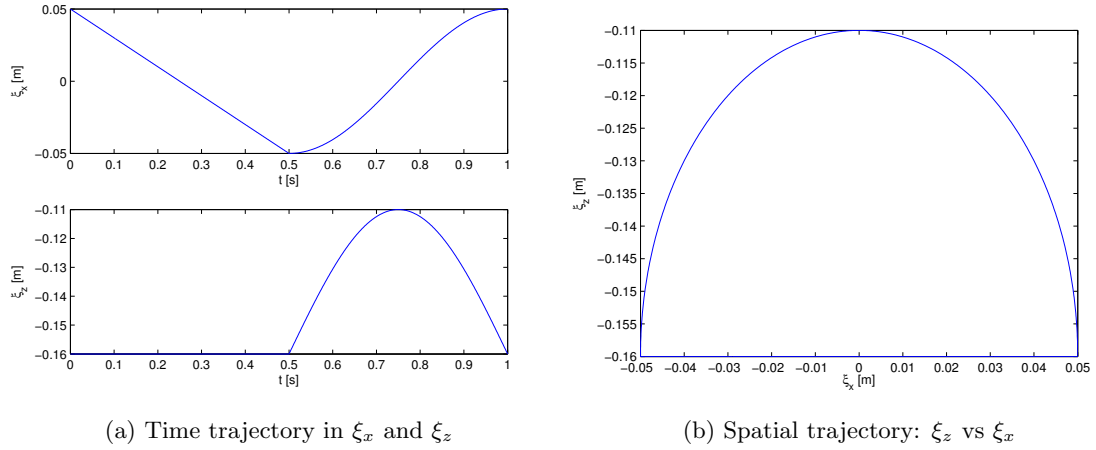 0.05
0
−0.05
ξx [m]
0 0.1 0.2 0.3 0.4 0.5 0.6 0.7 0.8 0.9 1
t [s]
−0.11
−0.12
−0.13
−0.14
−0.15
−0.16
ξz [m]
0 0.1 0.2 0.3 0.4 0.5 0.6 0.7 0.8 0.9 1
t [s]
(a) Time trajectory in ξx and ξz
−0.11
−0.115
−0.12
−0.125
−0.13
−0.135
−0.14
−0.145
−0.15
−0.155
−0.16
ξz [m]
−0.05 −0.04 −0.03 −0.02 −0.01 0 0.01 0.02 0.03 0.04 0.05
ξx [m]
(b) Spatial trajectory: ξz vs ξx